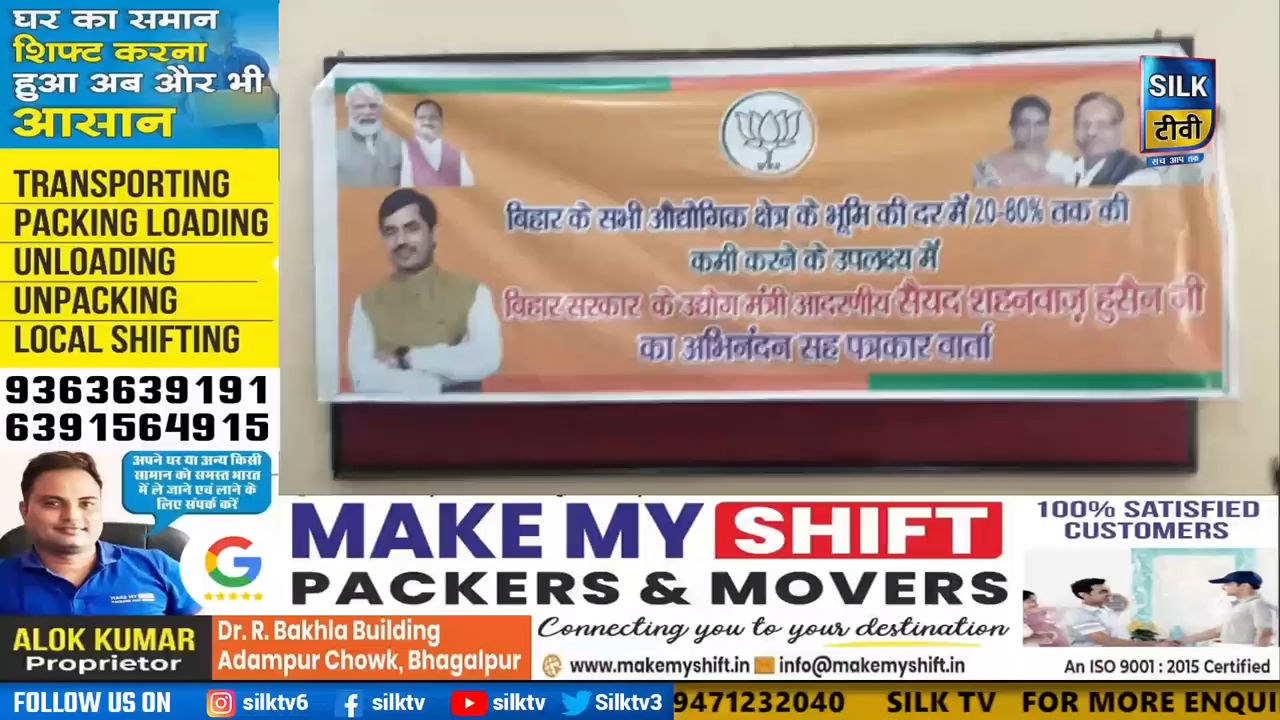 घर का समान
शिफ्ट करना
हुआ अब और भी
आसान
TRANSPORTING
PACKING LOADING
UNLOADING
UNPACKING
LOCAL SHIFTING
9363639191
6391564915
अपने घर या अन्य किसी
सामान को समस्त भारत
में ले जाने एवं लाने के
लिए संपर्क करें
ALOK KUMAR
Proprietor
Dr. R. Bakhla Building
Adampur Chowk, Bhagalpur
SILK
टीवी
सच आप तक
बिहार के सभी औद्योगिक क्षेत्र के भूमि की दर में 20-80% तक की
कमी करने के उपलक्ष्य में
बिहार सरकार के उद्योग मंत्री आदरणीय सैयद शहनवाज़ हुसैन जी
का अभिनंदन सह पत्रकार वार्ता
MAKE MY SHIFT
PACKERS & MOVERS
Connecting you to your destination
www.makemyshift.in info@makemyshift.in
100% SATISFIED
CUSTOMERS
An ISO 9001 : 2015 Certified
FOLLOW US ON silktv6 silktv silktv Silktv3 9471232040 SILK TV FOR MORE ENQUI